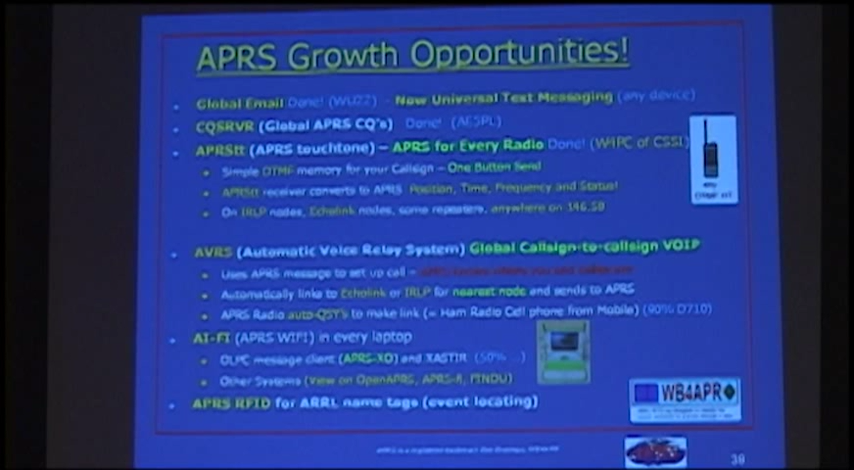 APRS Growth Opportunities!
Global Email Done! (WU2Z) - Now Universal Text Messaging (any device)
CQSRVR (Global APRS CQ's) Done! (AE5PL)
APRStt (APRS touchtone) – APRS for Every Radio Done! (W4IPC of CSSI)
Simple DTMF memory for your Callsign – One Button Send
APRStt receiver converts to APRS Position, Time, Frequency and Status!
On IRLP nodes, Echolink nodes, some repeaters, anywhere on 146.58
AVRS (Automatic Voice Relay System) Global Callsign-to-callsign VOIP
Uses APRS message to set up call –
Automatically links to Echolink or IRLP for nearest node and sends to APRS
APRS Radio auto-QSY's to make link (= Ham Radio Cell phone from Mobile) (90% D710)
AI-FI (APRS WIFI) in every laptop
OLPC message client (APRS-XO) and XASTIR (50% ...)
Other Systems (view on OpenAPRS, APRS-fi, FINDU)
APRS RFID for ARRL name tags (event locating)
WB4APR
38